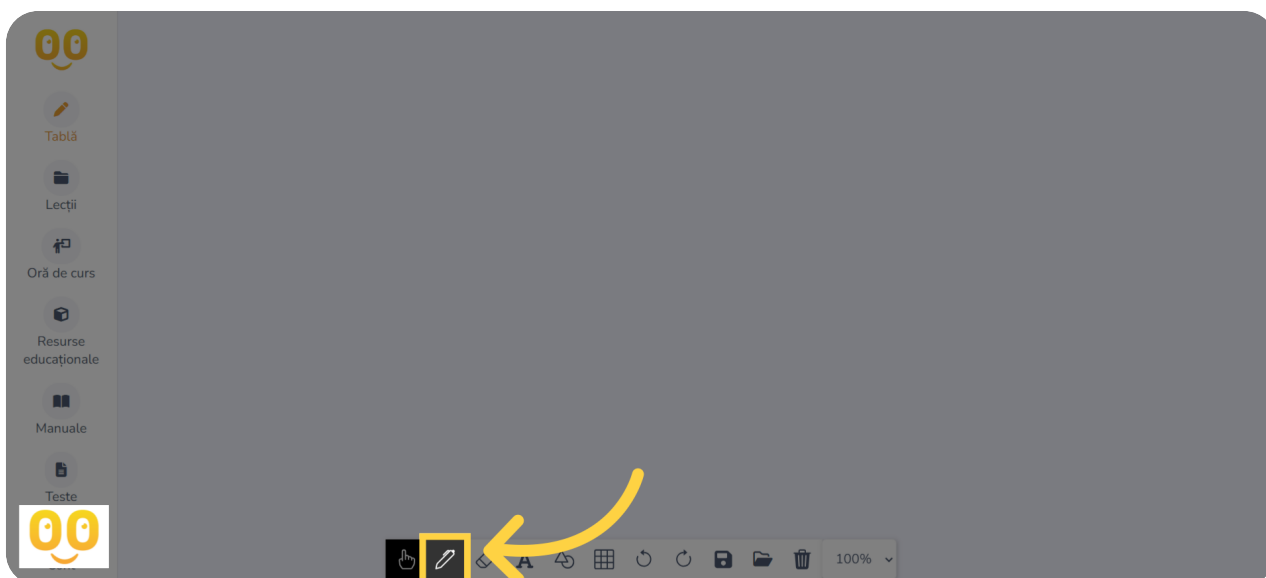 Tablă
Lecții
Oră de curs
Resurse
educaționale
Manuale
Teste
A
100%